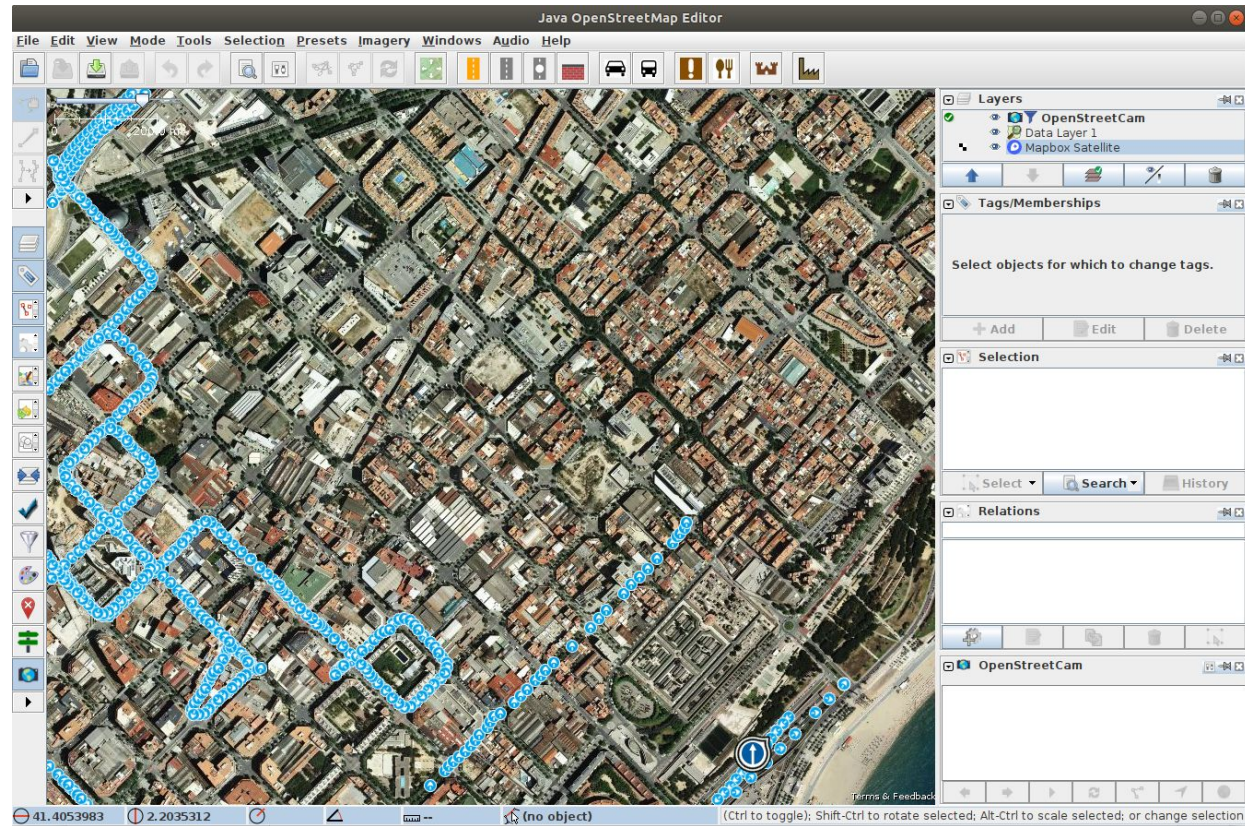 Java OpenStreetMap Editor
File Edit View Mode Tools Selection Presets Imagery Windows Audio Help
0 200.0 m
Layers
OpenStreetCam
Data Layer 1
Mapbox Satellite
Tags/Memberships
Select objects for which to change tags.
Add Edit Delete
Selection
Select Search History
Relations
OpenStreetCam
Terms & Feedback
41.4053983 2.2035312 -- (no object) (Ctrl to toggle); Shift-Ctrl to rotate selected; Alt-Ctrl to scale selected; or change selection